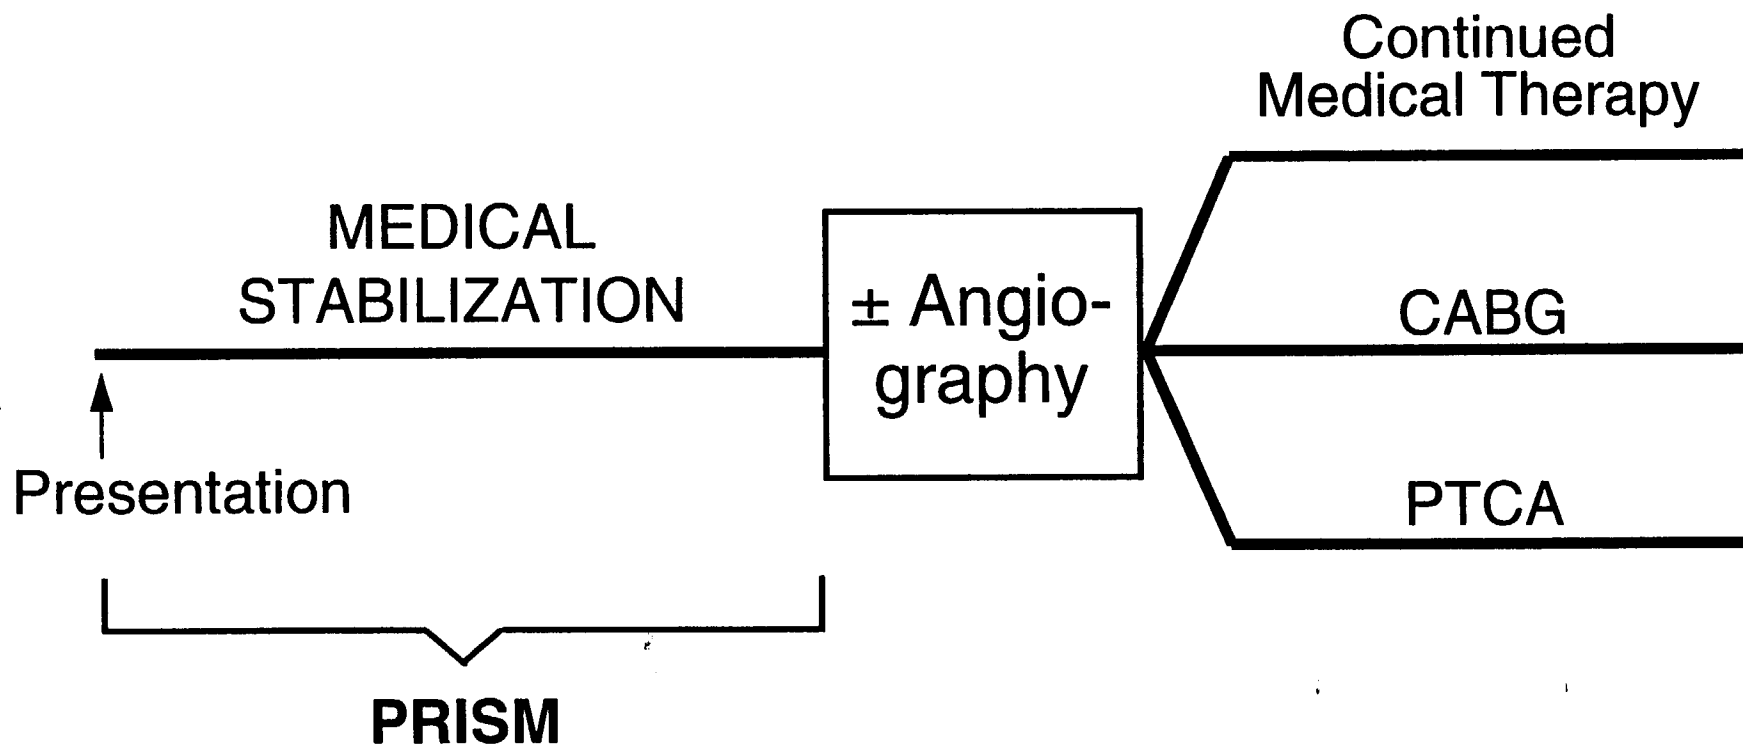 Continued
Medical Therapy
MEDICAL
STABILIZATION
± Angio-
graphy
CABG
Presentation
PTCA
PRISM